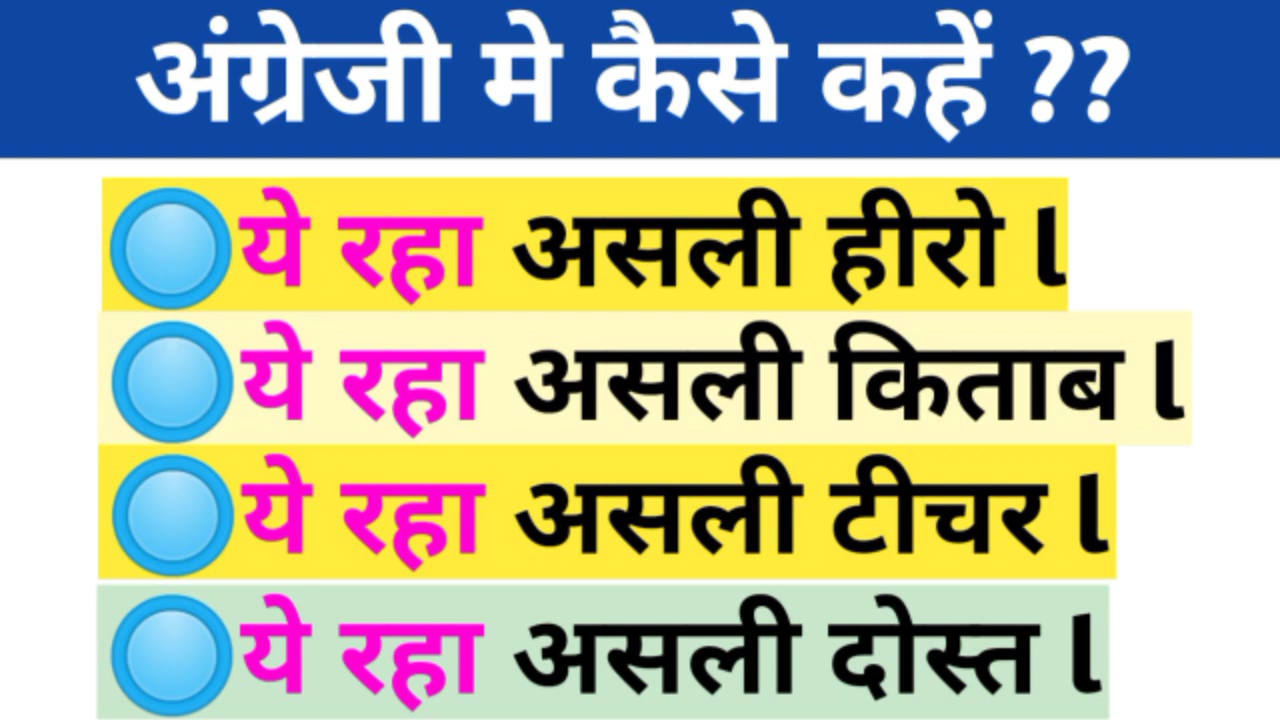 अंग्रेजी मे कैसे कहें ??
ये रहा असली हीरो l
ये रहा असली किताब l
ये रहा असली टीचर l
ये रहा असली दोस्त l